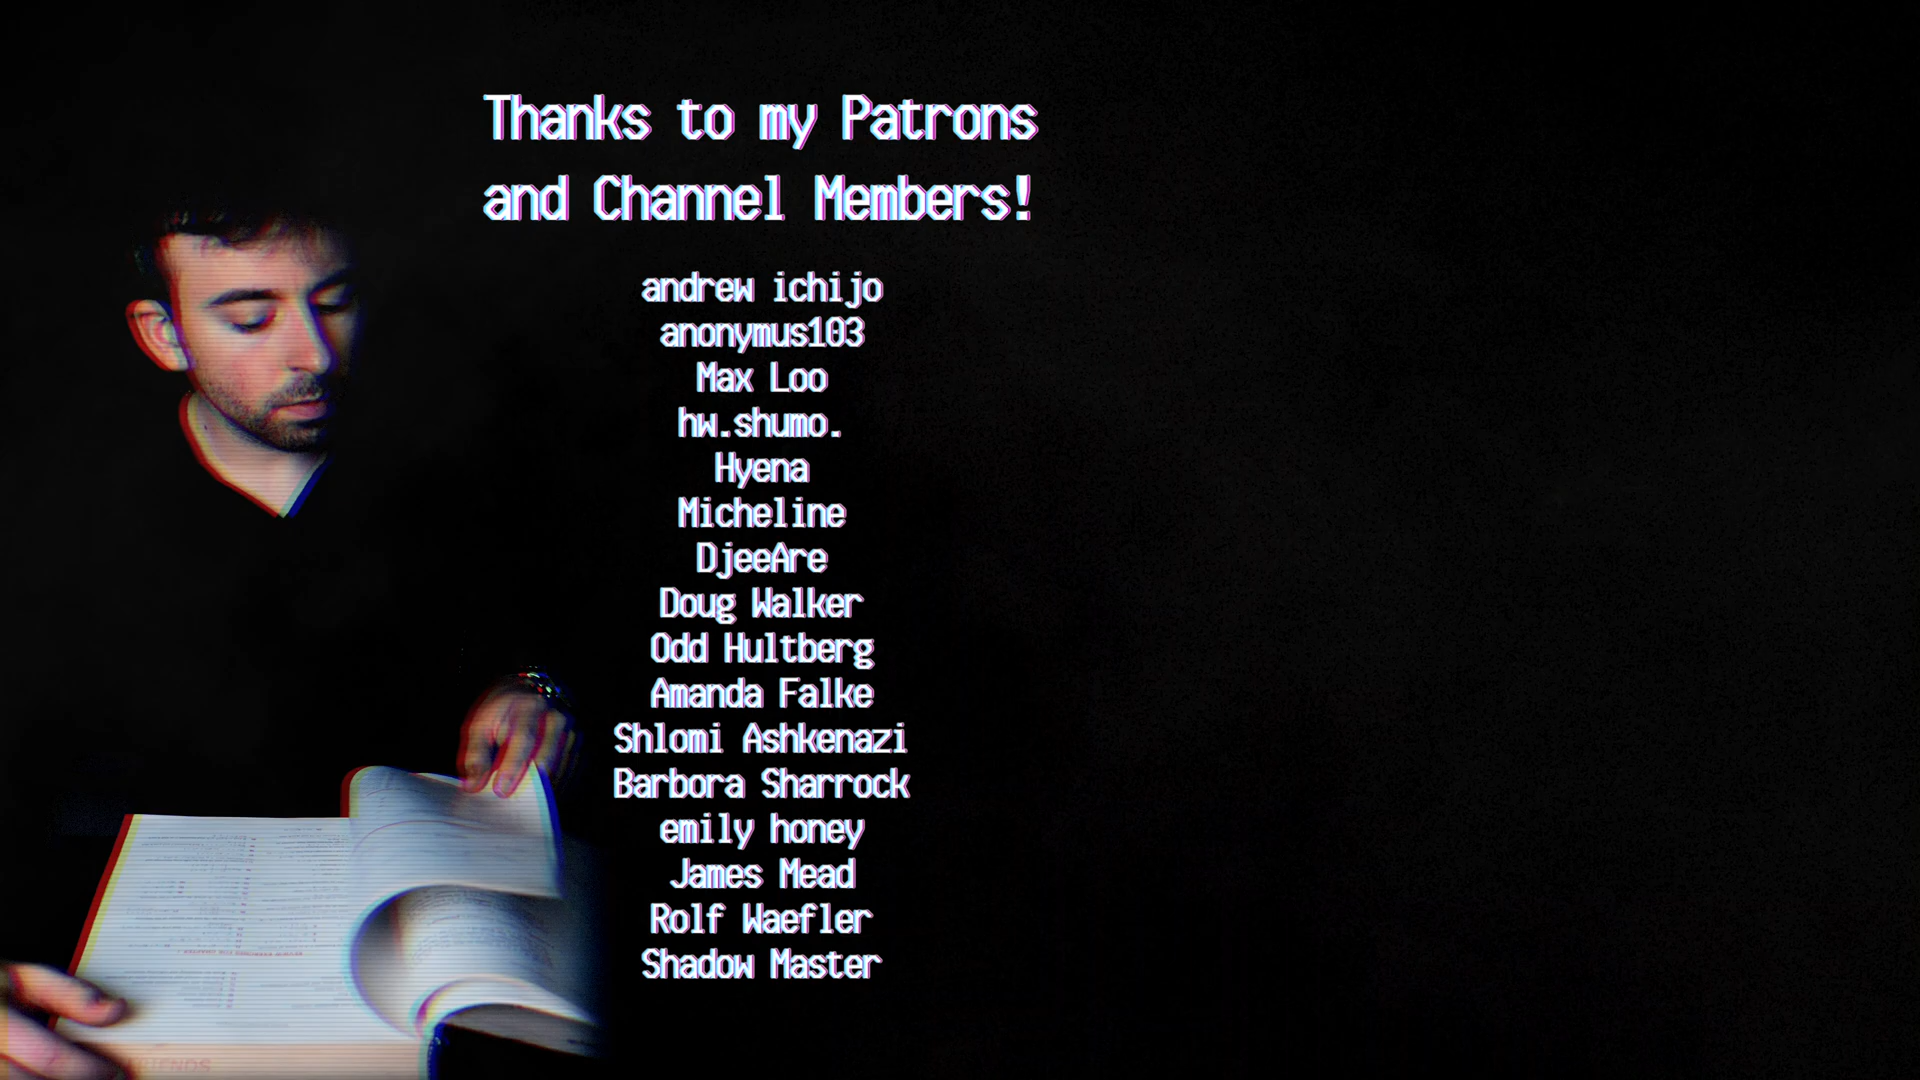 Thanks to my Patrons
and Channel Members!
andrew ichijo
anonymus103
Max Loo
hw.shumo.
Hyena
Micheline
DjeeAre
Doug Walker
Odd Hultberg
Amanda Falke
Shlomi Ashkenazi
Barbora Sharrock
emily honey
James Mead
Rolf Waefler
Shadow Master